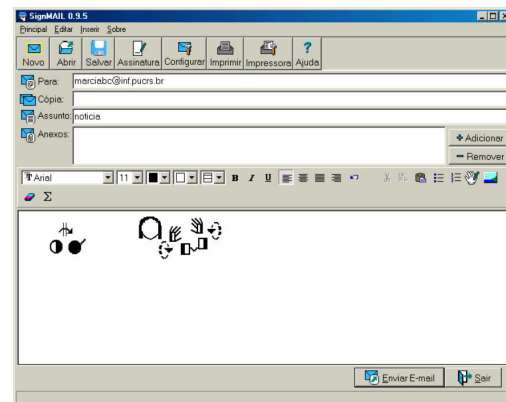 SignMAIL 0.9.5
Principal Editar Inserir Sobre
Novo Abrir Salvar Assinatura Configurar Imprimir Impressora Ajuda
Para: marciabc@inf.pucrs.br
Cópia:
Assunto: noticia
Anexos:
Adicionar
Remover
Arial 11 B I U
Σ
Enviar E-mail Sair